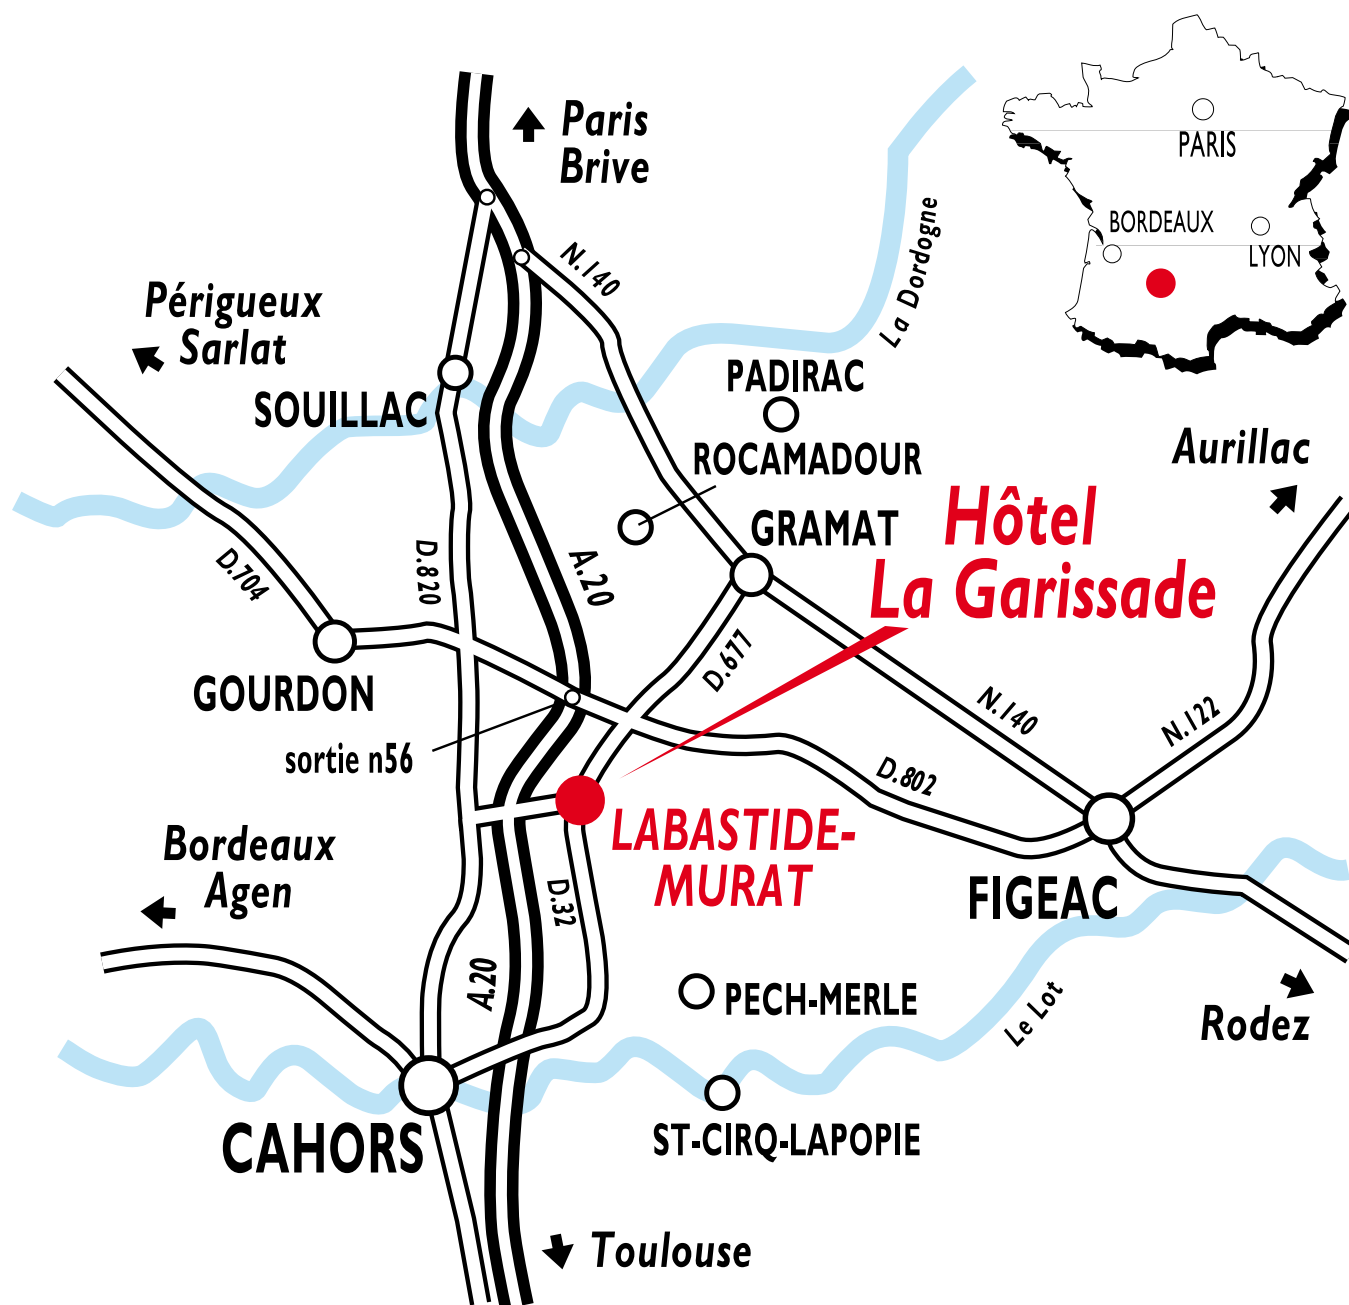 Paris
Brive
PARIS
BORDEAUX
LYON
N.140
La Dordogne
Périgueux
Sarlat
SOUILLAC
PADIRAC
ROCAMADOUR
Aurillac
GRAMAT
Hôtel
La Garissade
D.704
D.820
A.20
D.677
GOURDON
sortie n56
N.140
N.122
D.802
LABASTIDE-
MURAT
Bordeaux
Agen
D.32
FIGEAC
A.20
PECH-MERLE
Le Lot
Rodez
CAHORS
ST-CIRQ-LAPOPIE
Toulouse